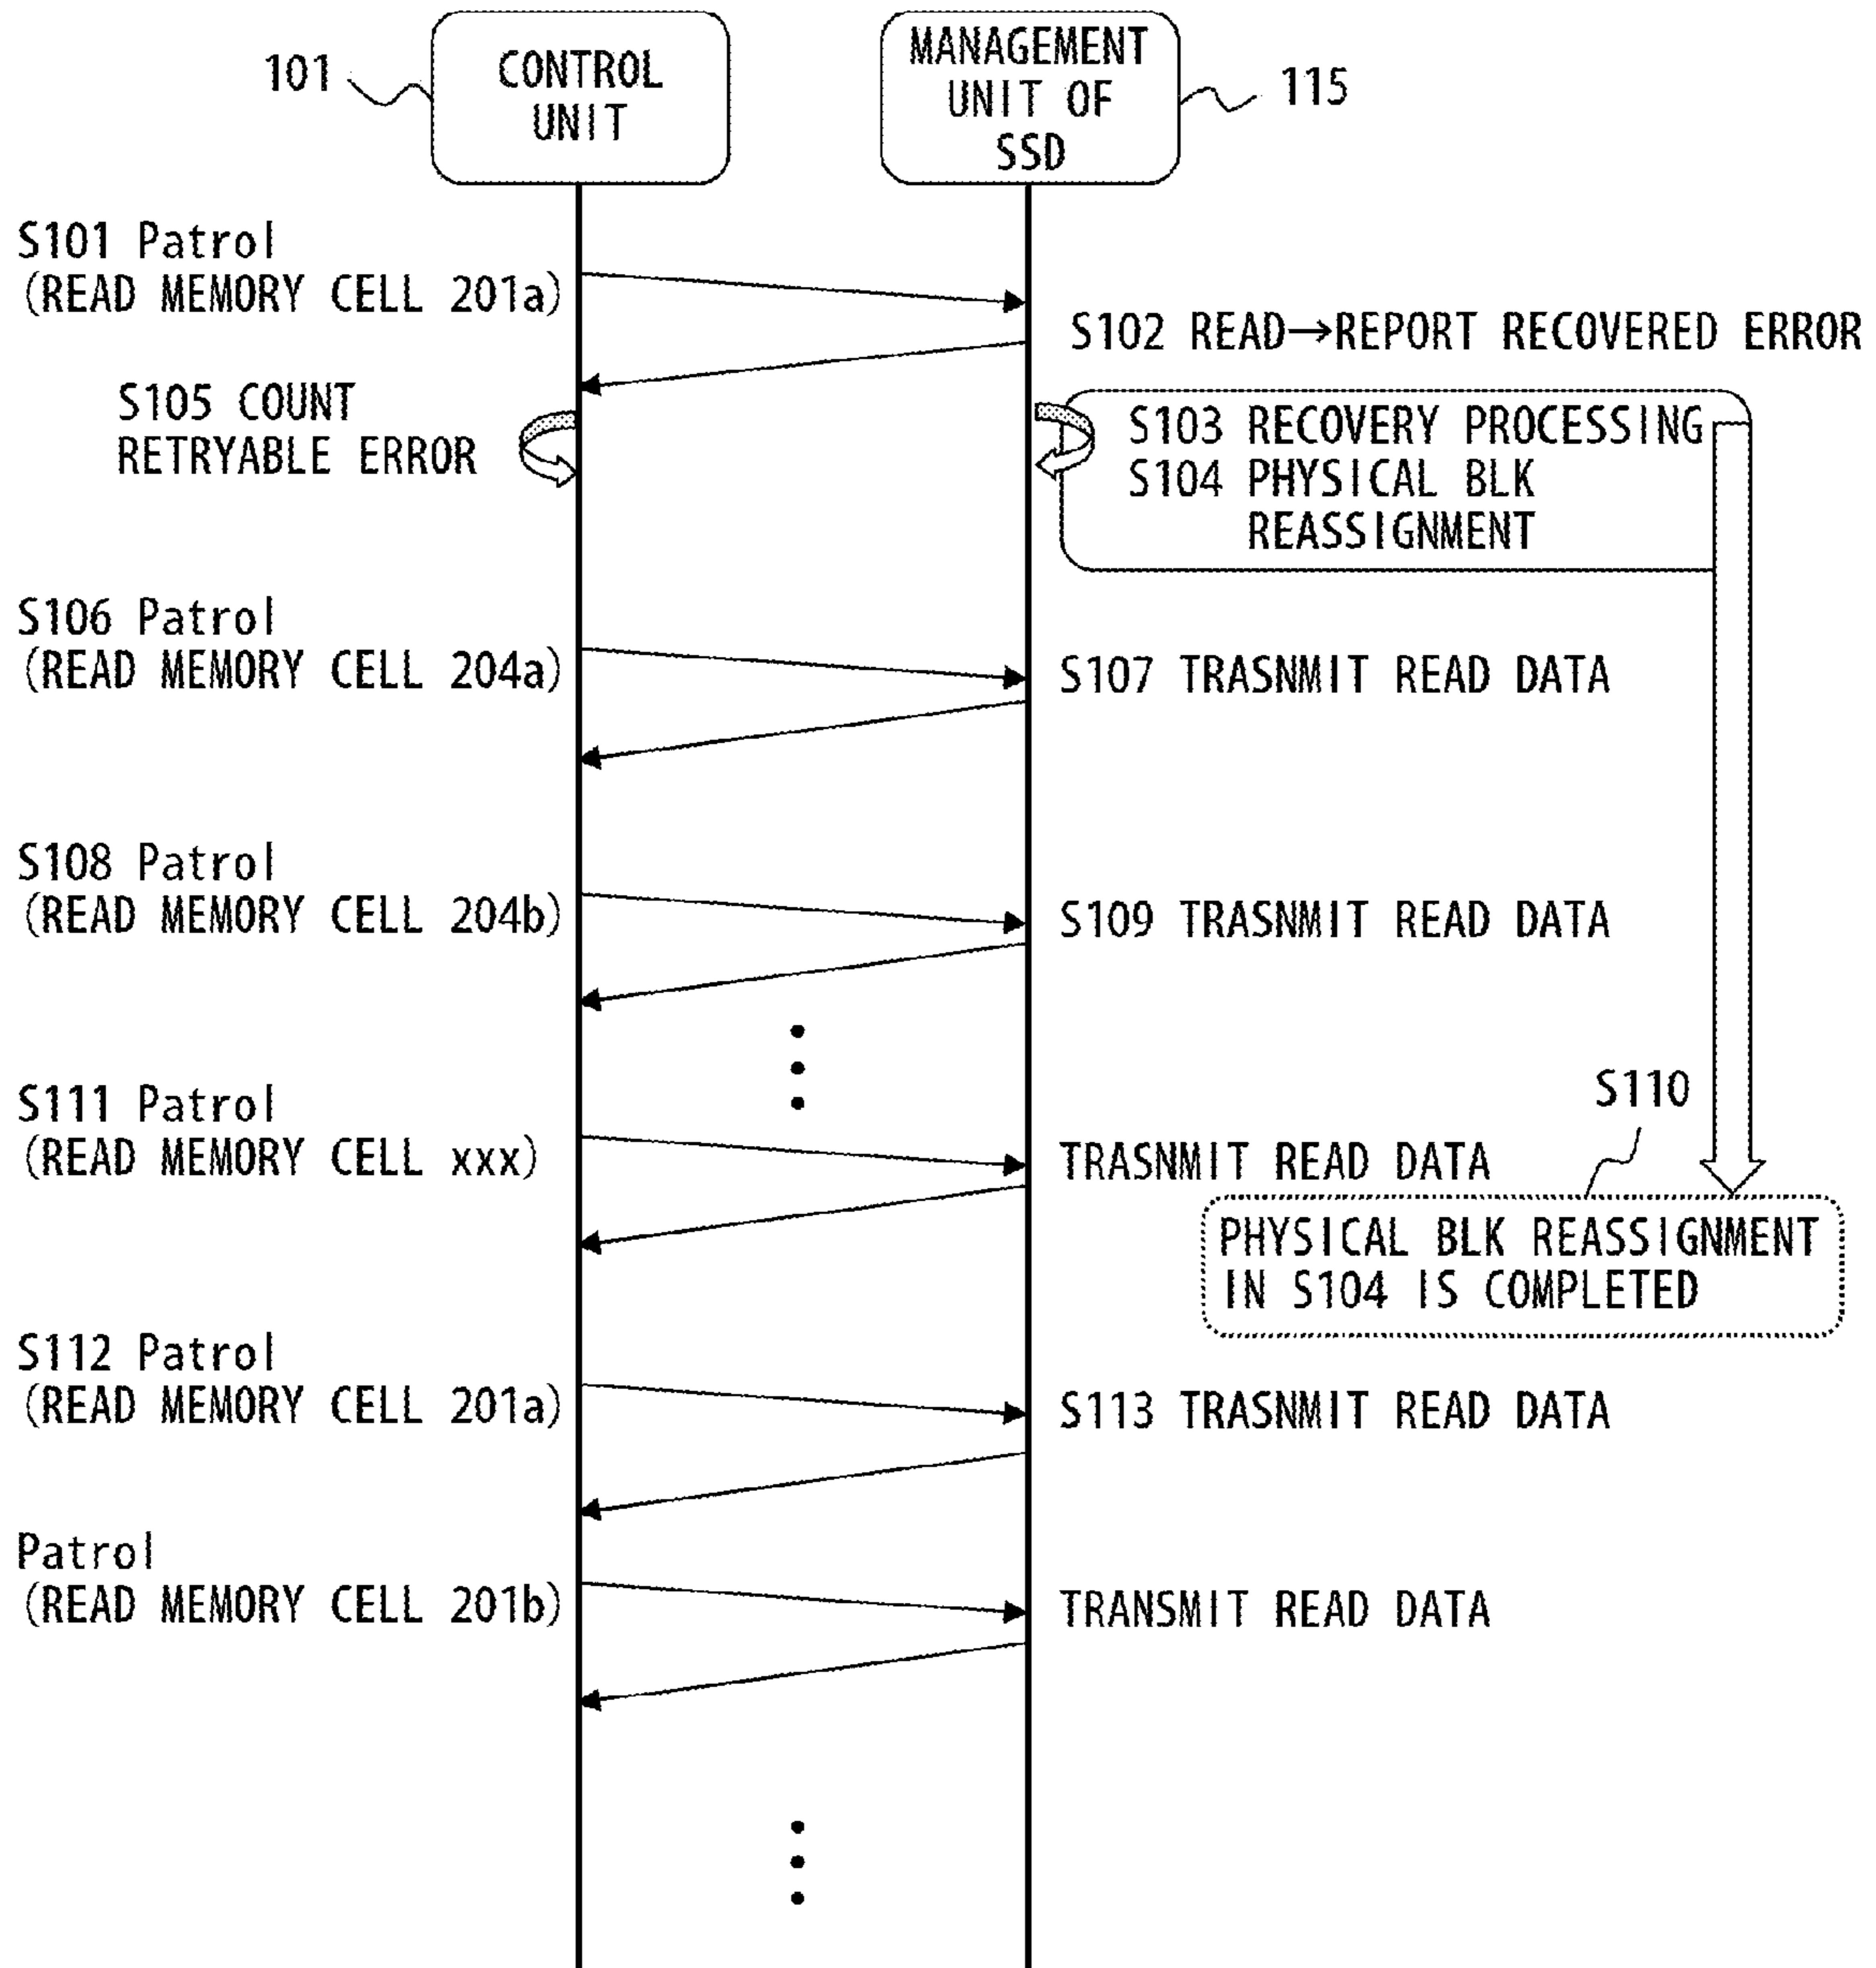 101
CONTROL
UNIT
MANAGEMENT
UNIT OF
SSD
115
S101 Patrol
(READ MEMORY CELL 201a)
S102 READ→REPORT RECOVERED ERROR
S105 COUNT
RETRYABLE ERROR
S103 RECOVERY PROCESSING
S104 PHYSICAL BLK
REASSIGNMENT
S106 Patrol
(READ MEMORY CELL 204a)
S107 TRASNMIT READ DATA
S108 Patrol
(READ MEMORY CELL 204b)
S109 TRASNMIT READ DATA
S111 Patrol
(READ MEMORY CELL xxx)
TRASNMIT READ DATA
S110
PHYSICAL BLK REASSIGNMENT
IN S104 IS COMPLETED
S112 Patrol
(READ MEMORY CELL 201a)
S113 TRASNMIT READ DATA
Patrol
(READ MEMORY CELL 201b)
TRANSMIT READ DATA